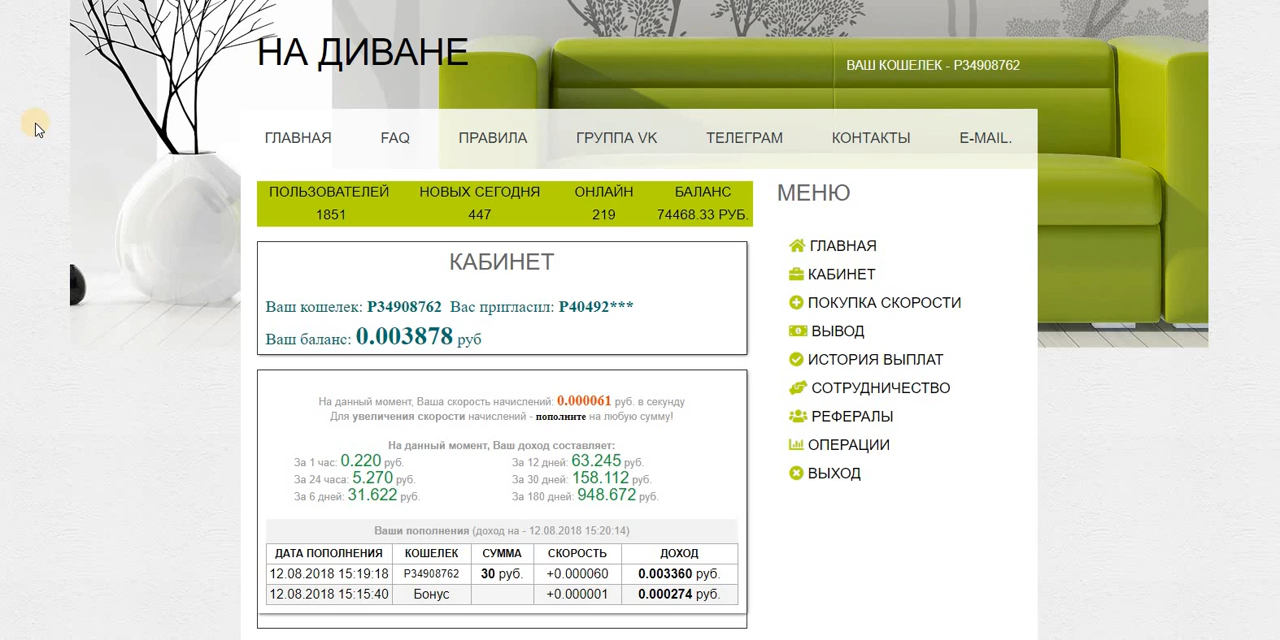 НА ДИВАНЕ
ВАШ КОШЕЛЕК - P34908762
ГЛАВНАЯ FAQ ПРАВИЛА ГРУППА VK ТЕЛЕГРАМ КОНТАКТЫ E-MAIL.
ПОЛЬЗОВАТЕЛЕЙ НОВЫХ СЕГОДНЯ ОНЛАЙН БАЛАНС
1851 447 219 74468.33 РУБ.
КАБИНЕТ
Ваш кошелек: P34908762 Вас пригласил: P40492***
Ваш баланс: 0.003878 руб
На данный момент, Ваша скорость начислений: 0.000061 руб. в секунду
Для увеличения скорости начислений - пополните на любую сумму!
На данный момент, Ваш доход составляет:
За 1 час: 0.220 руб. За 12 дней: 63.245 руб.
За 24 часа: 5.270 руб. За 30 дней: 158.112 руб.
За 6 дней: 31.622 руб. За 180 дней: 948.672 руб.
Ваши пополнения (доход на - 12.08.2018 15:20:14)
ДАТА ПОПОЛНЕНИЯ КОШЕЛЕК СУММА СКОРОСТЬ ДОХОД
12.08.2018 15:19:18 P34908762 30 руб. +0.000060 0.003360 руб.
12.08.2018 15:15:40 Бонус +0.000001 0.000274 руб.
МЕНЮ
ГЛАВНАЯ
КАБИНЕТ
ПОКУПКА СКОРОСТИ
ВЫВОД
ИСТОРИЯ ВЫПЛАТ
СОТРУДНИЧЕСТВО
РЕФЕРАЛЫ
ОПЕРАЦИИ
ВЫХОД